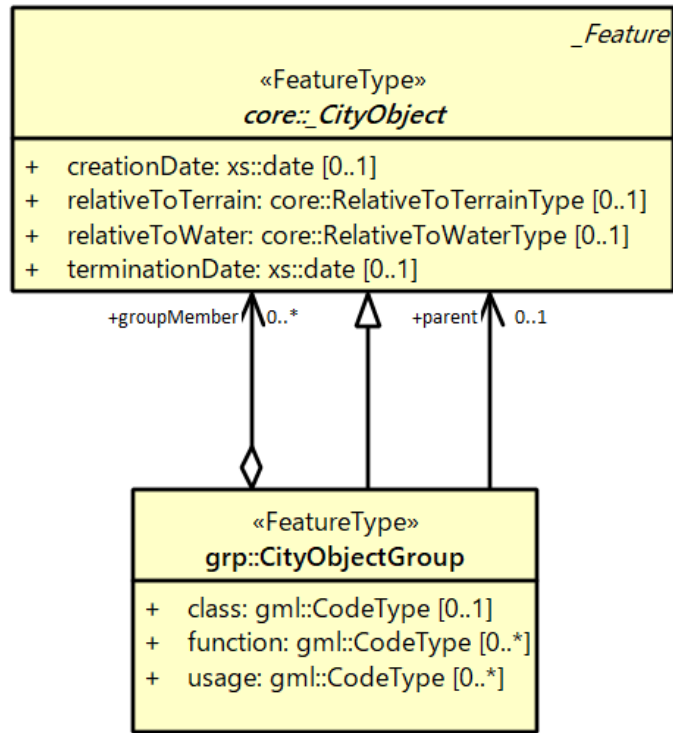 _Feature
«FeatureType»
core::_CityObject
+ creationDate: xs::date [0..1]
+ relativeToTerrain: core::RelativeToTerrainType [0..1]
+ relativeToWater: core::RelativeToWaterType [0..1]
+ terminationDate: xs::date [0..1]
+groupMember 0..* +parent 0..1
«FeatureType»
grp::CityObjectGroup
+ class: gml::CodeType [0..1]
+ function: gml::CodeType [0..*]
+ usage: gml::CodeType [0..*]